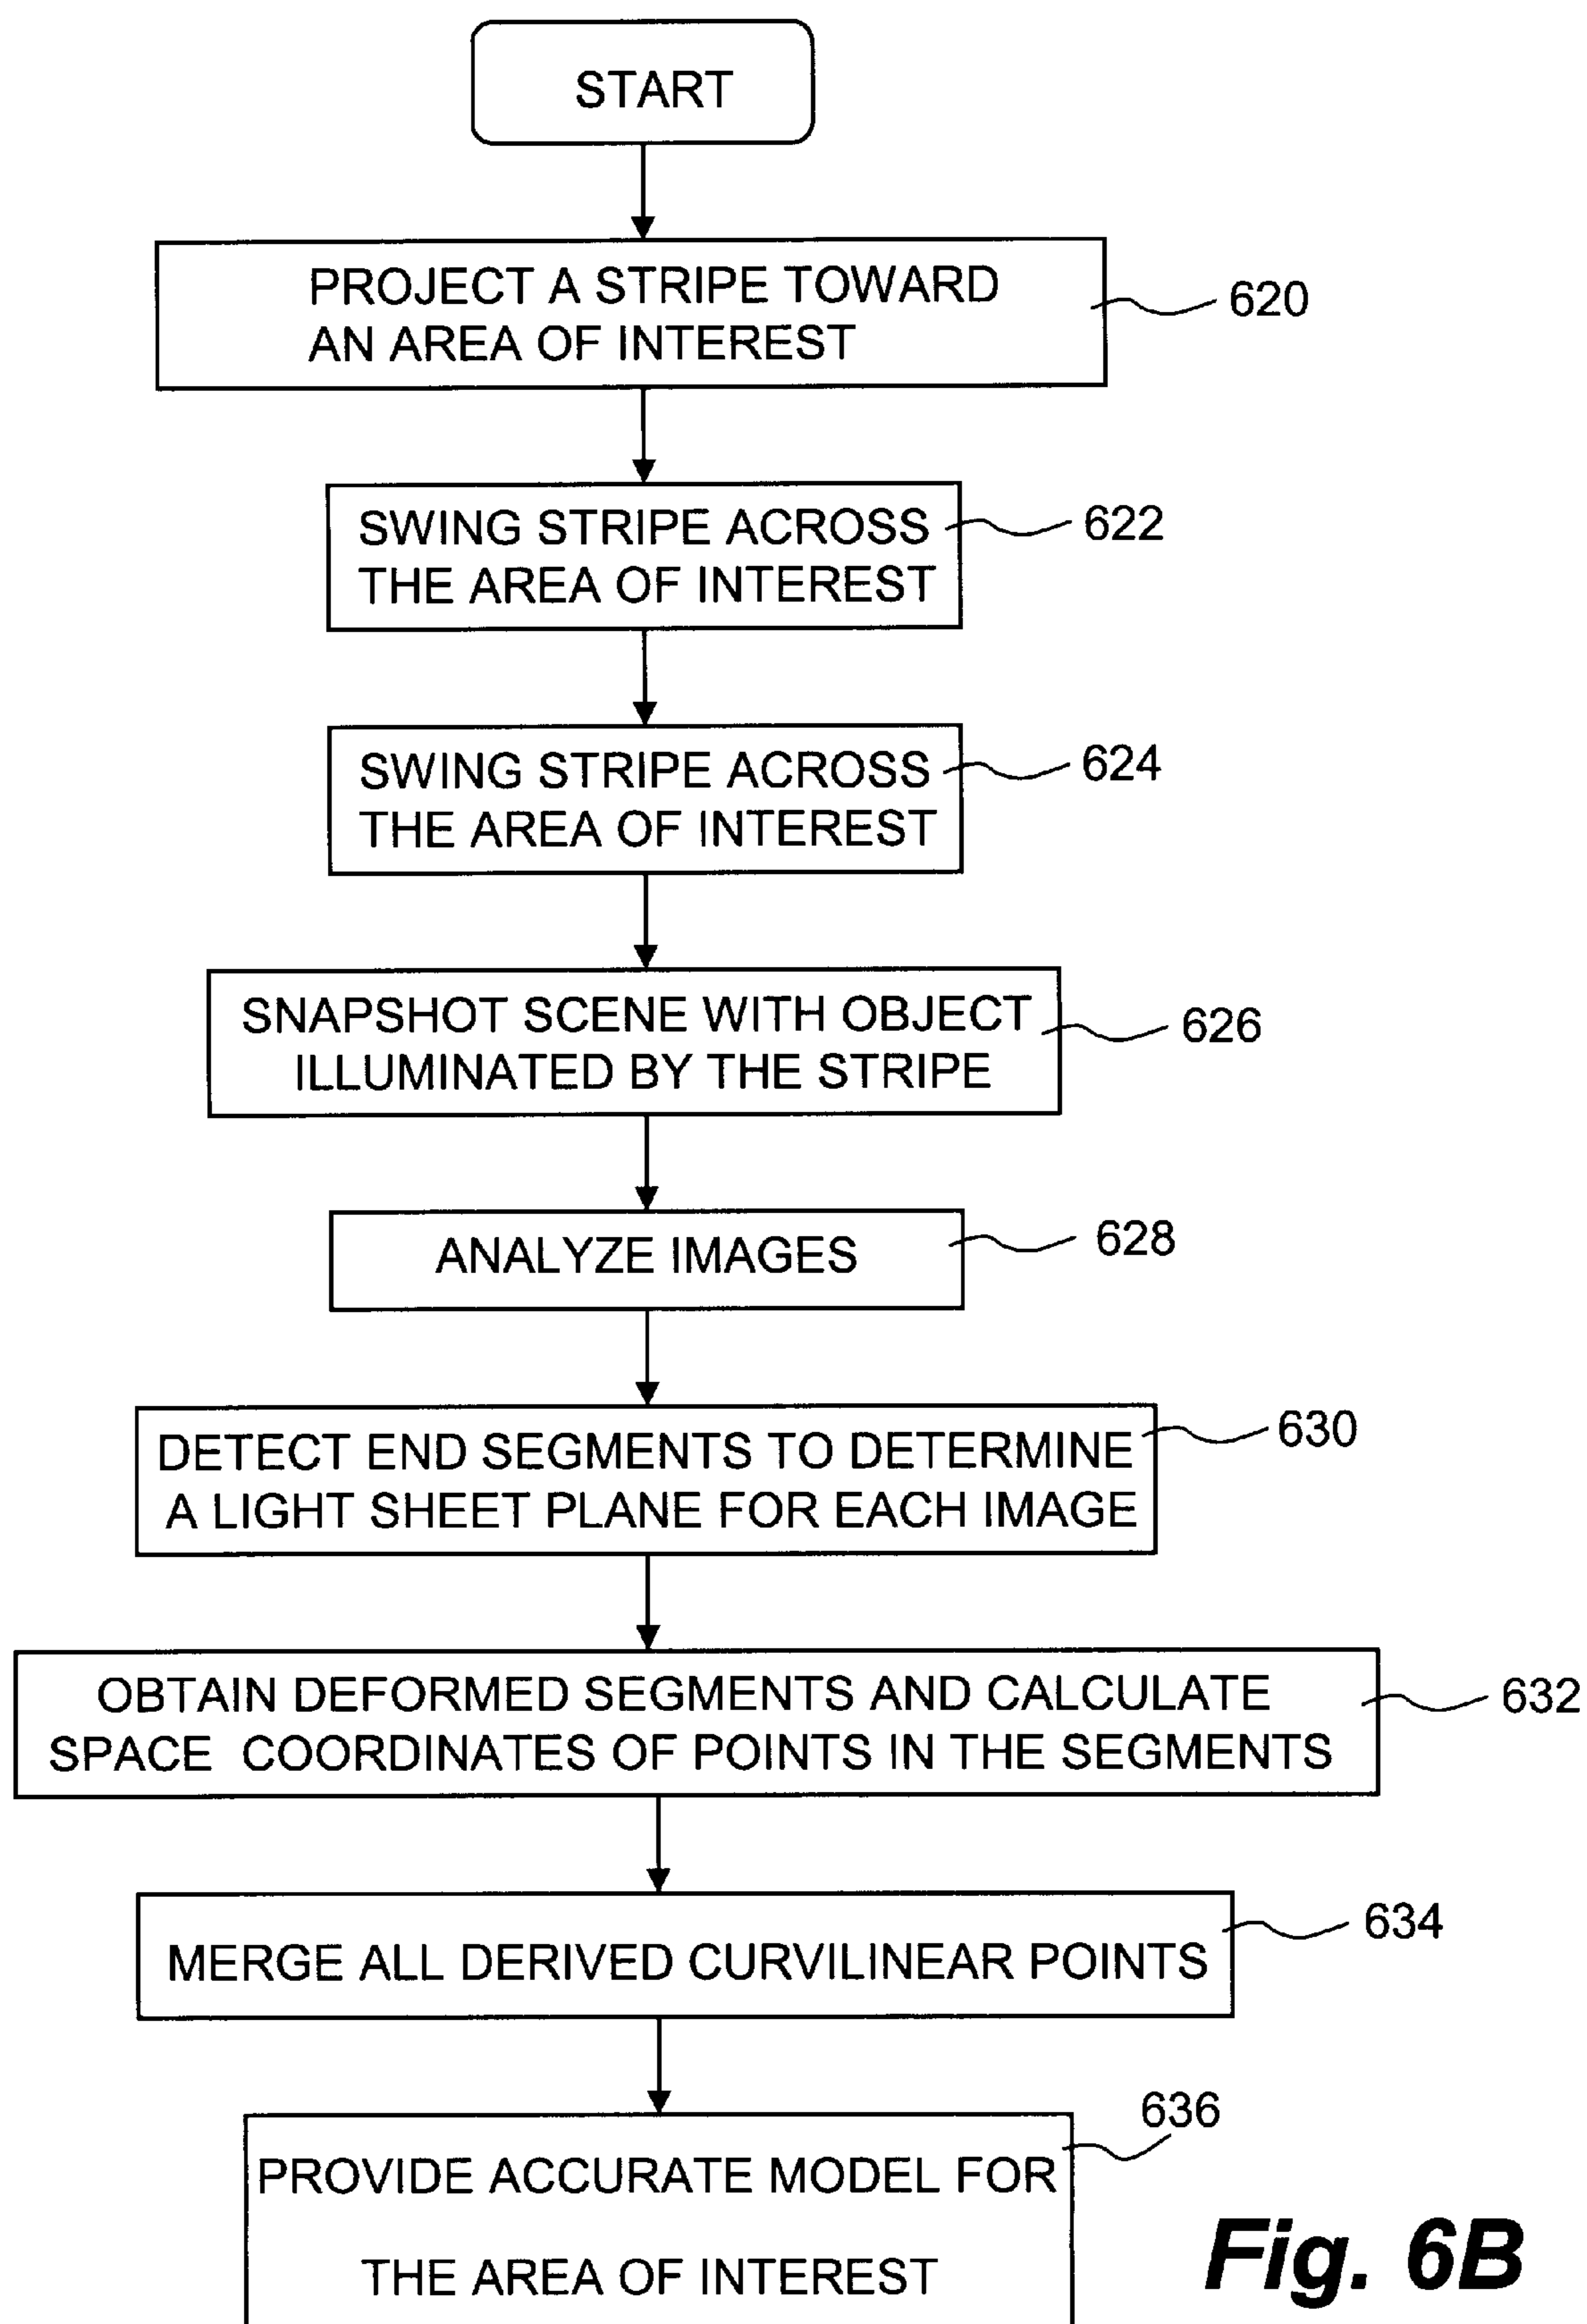 START
PROJECT A STRIPE TOWARD
AN AREA OF INTEREST
620
SWING STRIPE ACROSS
THE AREA OF INTEREST
622
SWING STRIPE ACROSS
THE AREA OF INTEREST
624
SNAPSHOT SCENE WITH OBJECT
ILLUMINATED BY THE STRIPE
626
ANALYZE IMAGES
628
DETECT END SEGMENTS TO DETERMINE
A LIGHT SHEET PLANE FOR EACH IMAGE
630
OBTAIN DEFORMED SEGMENTS AND CALCULATE
SPACE COORDINATES OF POINTS IN THE SEGMENTS
632
MERGE ALL DERIVED CURVILINEAR POINTS
634
PROVIDE ACCURATE MODEL FOR
THE AREA OF INTEREST
636
Fig. 6B